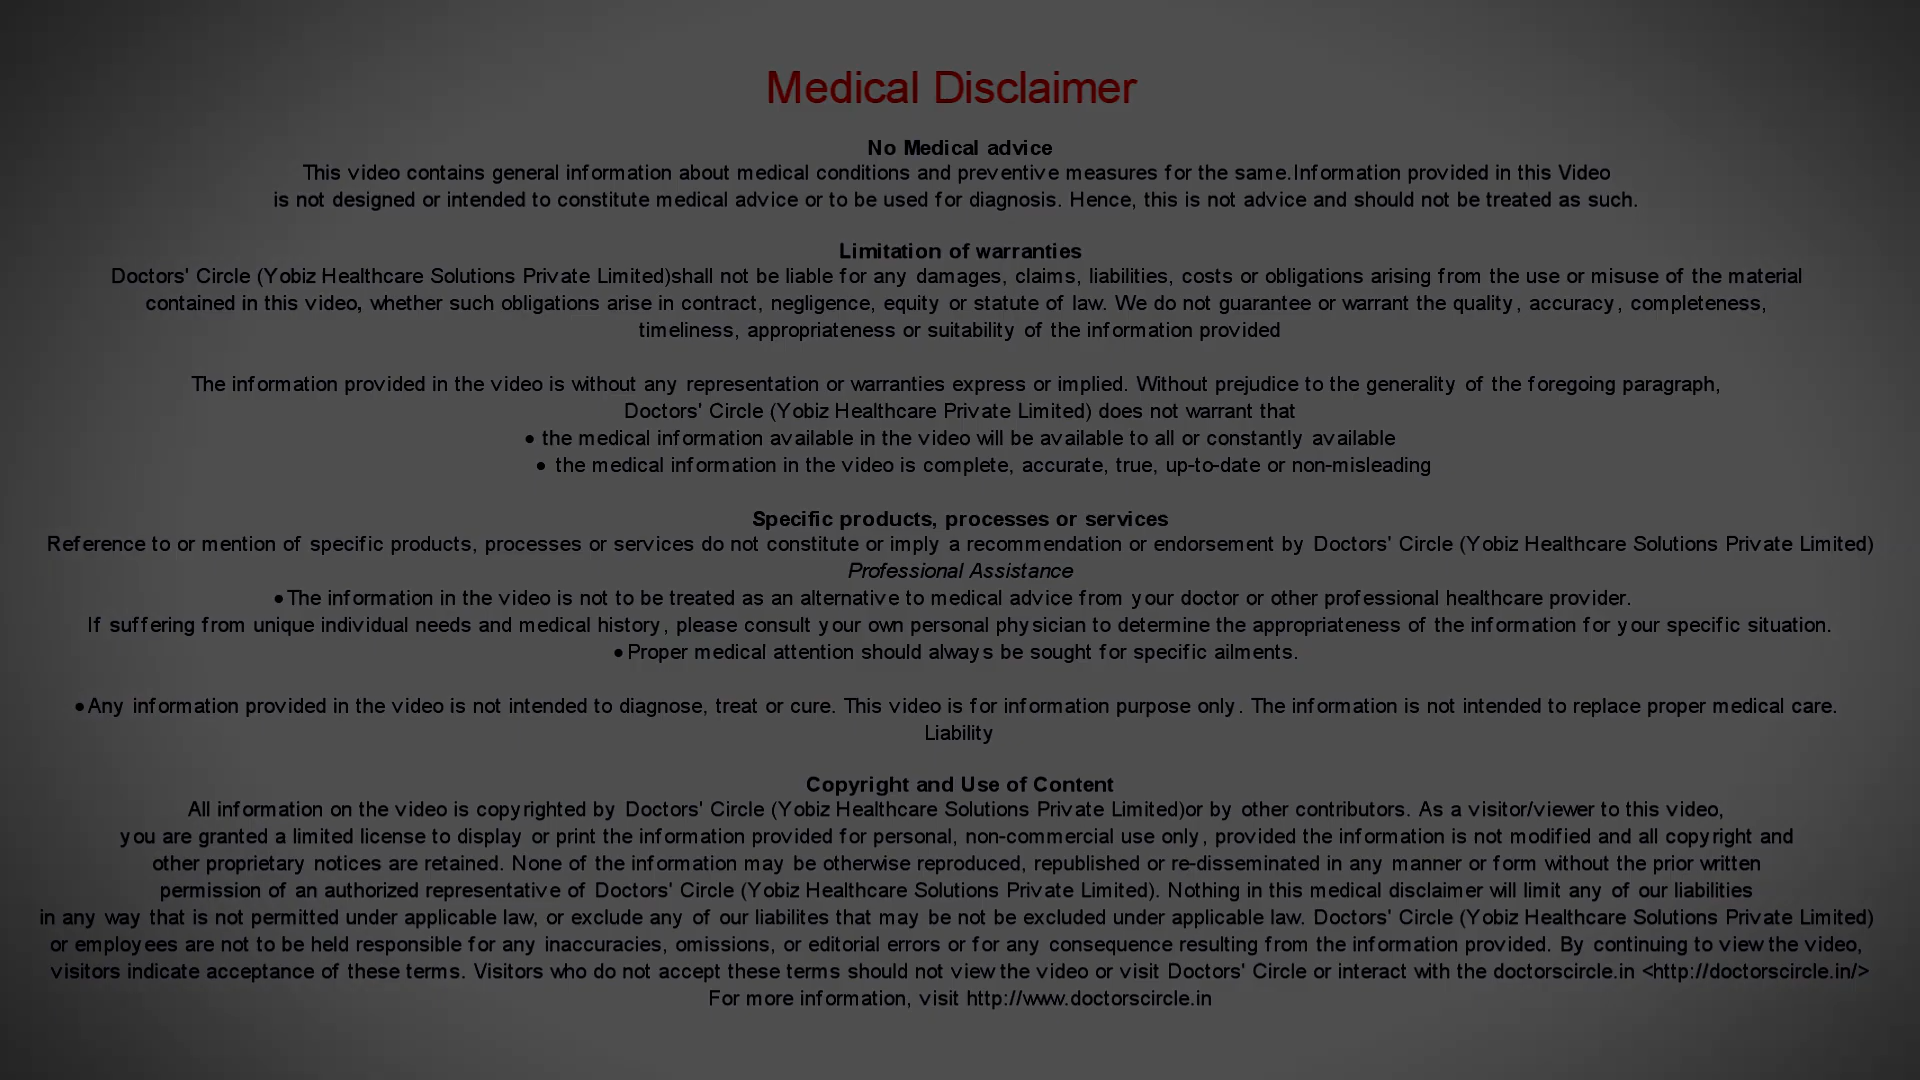 Medical Disclaimer
No Medical advice
This video contains general information about medical conditions and preventive measures for the same.Information provided in this Video
is not designed or intended to constitute medical advice or to be used for diagnosis. Hence, this is not advice and should not be treated as such.
Limitation of warranties
Doctors' Circle (Yobiz Healthcare Solutions Private Limited)shall not be liable for any damages, claims, liabilities, costs or obligations arising from the use or misuse of the material
contained in this video, whether such obligations arise in contract, negligence, equity or statute of law. We do not guarantee or warrant the quality, accuracy, completeness,
timeliness, appropriateness or suitability of the information provided
The information provided in the video is without any representation or warranties express or implied. Without prejudice to the generality of the foregoing paragraph,
Doctors' Circle (Yobiz Healthcare Private Limited) does not warrant that
• the medical information available in the video will be available to all or constantly available
• the medical information in the video is complete, accurate, true, up-to-date or non-misleading
Specific products, processes or services
Reference to or mention of specific products, processes or services do not constitute or imply a recommendation or endorsement by Doctors' Circle (Yobiz Healthcare Solutions Private Limited)
Professional Assistance
•The information in the video is not to be treated as an alternative to medical advice from your doctor or other professional healthcare provider.
If suffering from unique individual needs and medical history, please consult your own personal physician to determine the appropriateness of the information for your specific situation.
•Proper medical attention should always be sought for specific ailments.
•Any information provided in the video is not intended to diagnose, treat or cure. This video is for information purpose only. The information is not intended to replace proper medical care.
Liability
Copyright and Use of Content
All information on the video is copyrighted by Doctors' Circle (Yobiz Healthcare Solutions Private Limited)or by other contributors. As a visitor/viewer to this video,
you are granted a limited license to display or print the information provided for personal, non-commercial use only, provided the information is not modified and all copyright and
other proprietary notices are retained. None of the information may be otherwise reproduced, republished or re-disseminated in any manner or form without the prior written
permission of an authorized representative of Doctors' Circle (Yobiz Healthcare Solutions Private Limited). Nothing in this medical disclaimer will limit any of our liabilities
in any way that is not permitted under applicable law, or exclude any of our liabilites that may be not be excluded under applicable law. Doctors' Circle (Yobiz Healthcare Solutions Private Limited)
or employees are not to be held responsible for any inaccuracies, omissions, or editorial errors or for any consequence resulting from the information provided. By continuing to view the video,
visitors indicate acceptance of these terms. Visitors who do not accept these terms should not view the video or visit Doctors' Circle or interact with the doctorscircle.in <http://doctorscircle.in/>
For more information, visit http://www.doctorscircle.in